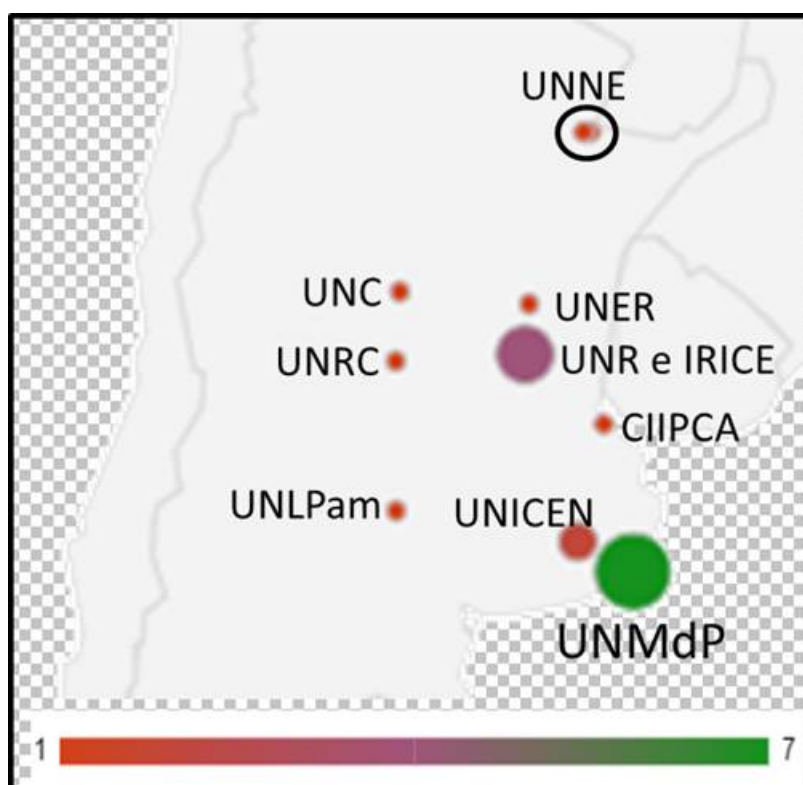 UNNE
UNC
UNER
UNRC
UNR e IRICE
CIIPCA
UNLPam
UNICEN
UNMdP
1
7